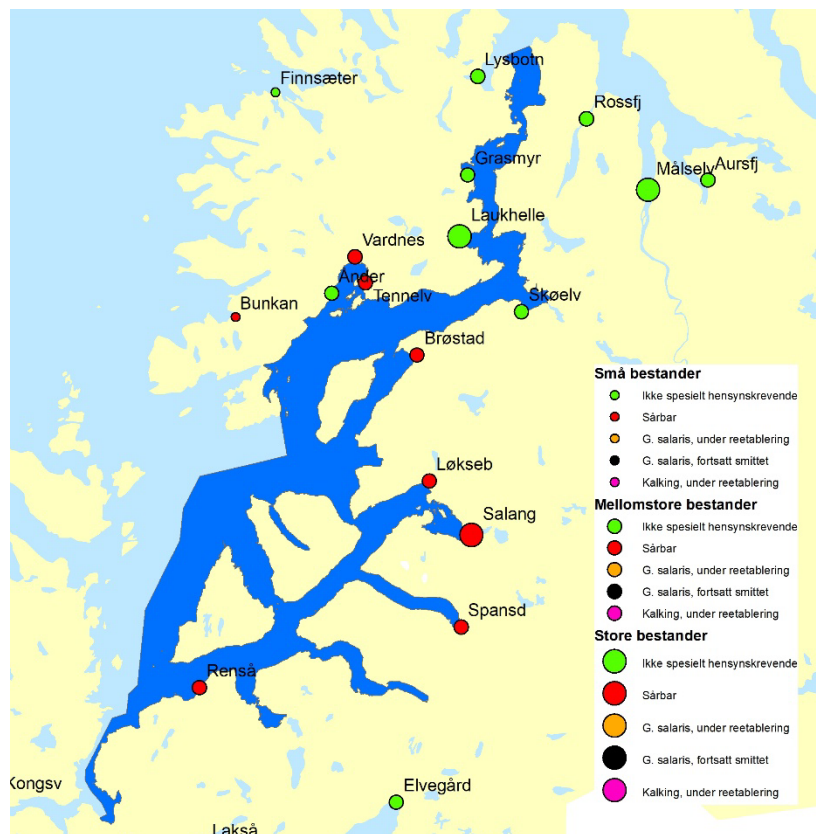 Lysbotn
Finnsæter
Rossfj
Grasmyr
Målselv
Aursfj
Laukhelle
Vardnes
Ånder
Tennelv
Bunkan
Skøelv
Brøstad
Løkseb
Salang
Spansd
Renså
Kongsv
Elvegård
Lakså
Små bestander
Ikke spesielt hensynskrevende
Sårbar
G. salaris, under reetablering
G. salaris, fortsatt smittet
Kalking, under reetablering
Mellomstore bestander
Ikke spesielt hensynskrevende
Sårbar
G. salaris, under reetablering
G. salaris, fortsatt smittet
Kalking, under reetablering
Store bestander
Ikke spesielt hensynskrevende
Sårbar
G. salaris, under reetablering
G. salaris, fortsatt smittet
Kalking, under reetablering